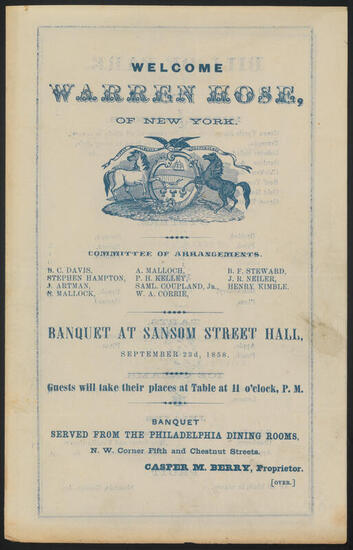 WELCOME
WARREN HOSE,
OF NEW YORK.
COMMITTEE OF ARRANGEMENTS.
B. C. DAVIS, A. MALLOCH, B. F. STEWARD,
STEPHEN HAMPTON, P. H. KELLEY, J. R. NEILER,
J. ARTMAN, SAML. COUPLAND, Jr., HENRY NIMBLE.
S. MALLOCK, W. A. CORRIE,
BANQUET AT SANSOM STREET HALL,
SEPTEMBER 23d, 1858.
Guests will take their places at Table at 11 o'clock, P. M.
BANQUET
SERVED FROM THE PHILADELPHIA DINING ROOMS,
N. W. Corner Fifth and Chestnut Streets.
CASPER M. BERRY, Proprietor.
[OVER.]